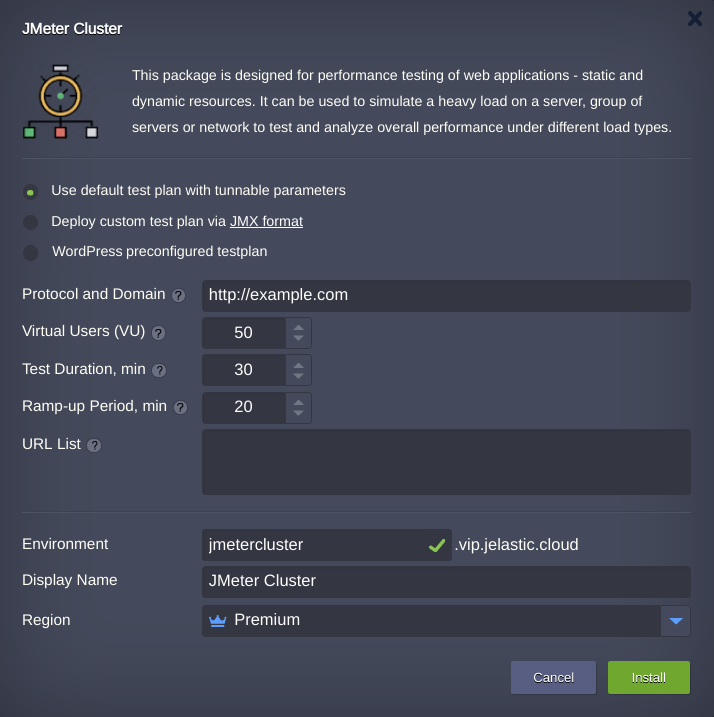 JMeter Cluster
This package is designed for performance testing of web applications - static and
dynamic resources. It can be used to simulate a heavy load on a server, group of
servers or network to test and analyze overall performance under different load types.
Use default test plan with tunnable parameters
Deploy custom test plan via JMX format
WordPress preconfigured testplan
Protocol and Domain ? http://example.com
Virtual Users (VU) ? 50
Test Duration, min ? 30
Ramp-up Period, min ? 20
URL List ?
Environment jmetercluster .vip.jelastic.cloud
Display Name JMeter Cluster
Region Premium
Cancel Install